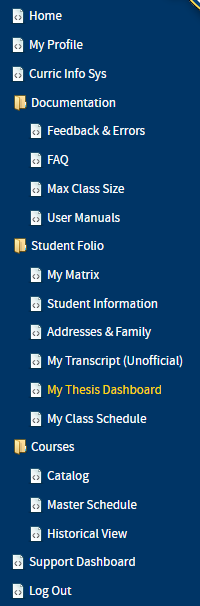 Home
My Profile
Curric Info Sys
Documentation
Feedback & Errors
FAQ
Max Class Size
User Manuals
Student Folio
My Matrix
Student Information
Addresses & Family
My Transcript (Unofficial)
My Thesis Dashboard
My Class Schedule
Courses
Catalog
Master Schedule
Historical View
Support Dashboard
Log Out